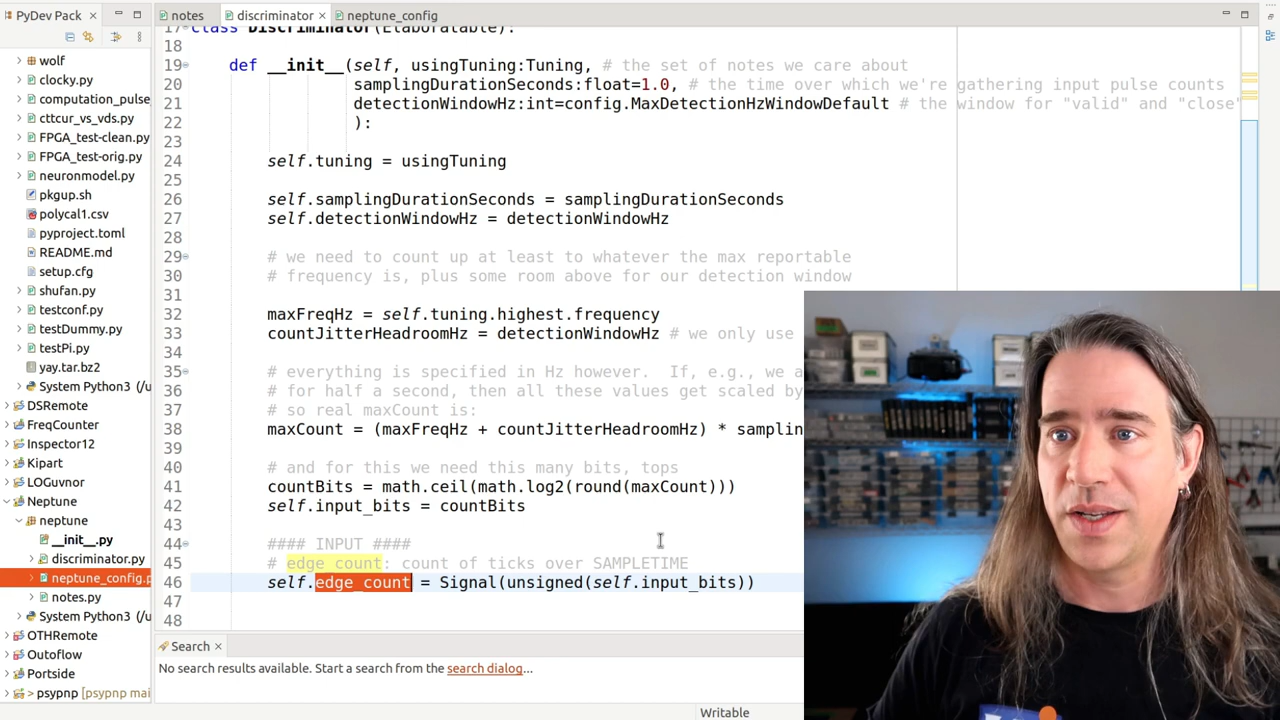 PyDev Pack
notes
discriminator
neptune_config
wolf
clocky.py
computation_pulse
cttcur_vs_vds.py
FPGA_test-clean.py
FPGA_test-orig.py
neuronmodel.py
pkgup.sh
polycal1.csv
pyproject.toml
README.md
setup.cfg
shufan.py
testconf.py
testDummy.py
testPi.py
yay.tar.bz2
System Python3 (/u
DSRemote
FreqCounter
Inspector12
Kipart
LOGuvnor
Neptune
neptune
__init__.py
discriminator.py
neptune_config.p
notes.py
System Python3 (/u
OTHRemote
Outoflow
Portside
> psypnp [psypnp mai
17 class Discriminator(Elaboratable):
18
19 def __init__(self, usingTuning:Tuning, # the set of notes we care about
20 samplingDurationSeconds:float=1.0, # the time over which we're gathering input pulse counts
21 detectionWindowHz:int=config.MaxDetectionHzWindowDefault # the window for "valid" and "close"
22 ):
23
24 self.tuning = usingTuning
25
26 self.samplingDurationSeconds = samplingDurationSeconds
27 self.detectionWindowHz = detectionWindowHz
28
29 # we need to count up at least to whatever the max reportable
30 # frequency is, plus some room above for our detection window
31
32 maxFreqHz = self.tuning.highest.frequency
33 countJitterHeadroomHz = detectionWindowHz # we only use
34
35 # everything is specified in Hz however. If, e.g., we a
36 # for half a second, then all these values get scaled by
37 # so real maxCount is:
38 maxCount = (maxFreqHz + countJitterHeadroomHz) * samplin
39
40 # and for this we need this many bits, tops
41 countBits = math.ceil(math.log2(round(maxCount)))
42 self.input_bits = countBits
43
44 #### INPUT ####
45 # edge_count: count of ticks over SAMPLETIME
46 self.edge_count = Signal(unsigned(self.input_bits))
47
48
Search
No search results available. Start a search from the search dialog...
Writable